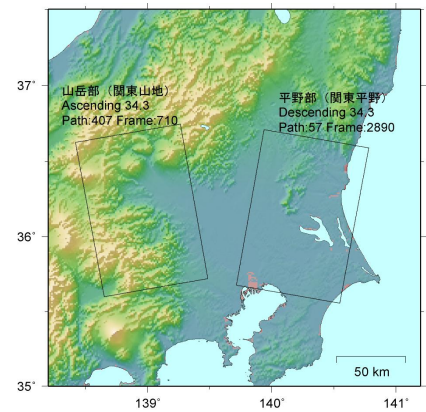 37°
山岳部（関東山地）
Ascending 34.3
Path:407 Frame:710
平野部（関東平野）
Descending 34.3
Path:57 Frame:2890
36°
50 km
35°
139°
140°
141°